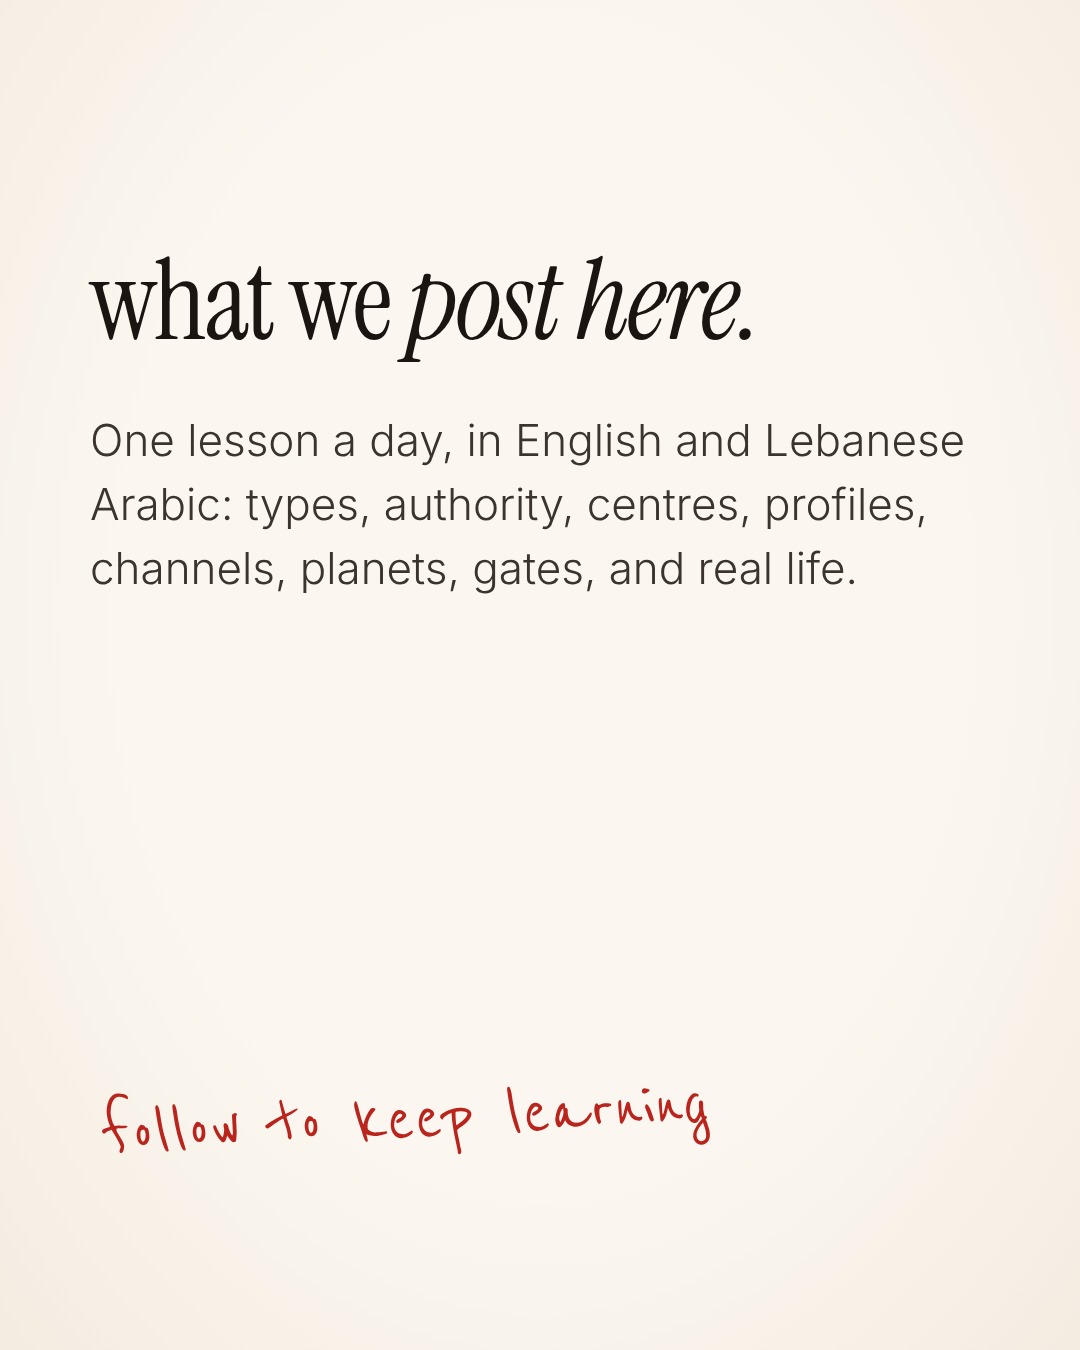 what we post here.
One lesson a day, in English and Lebanese
Arabic: types, authority, centres, profiles,
channels, planets, gates, and real life.
follow to keep learning